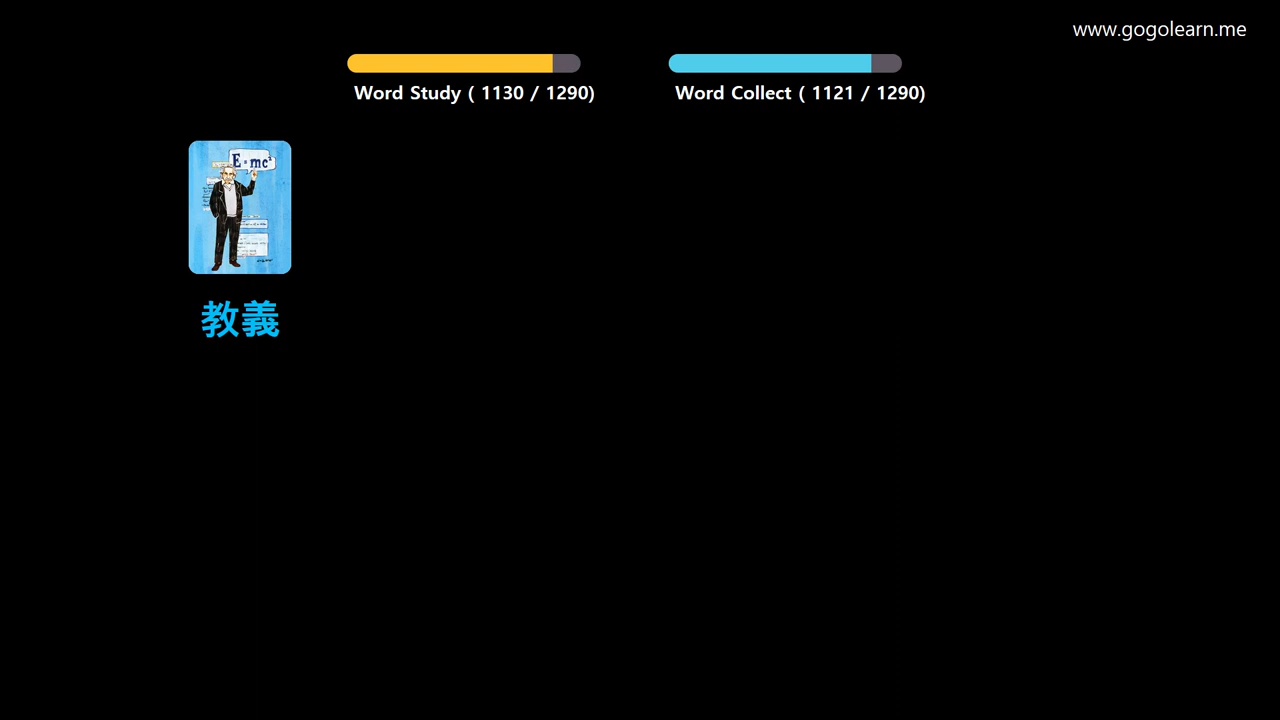 www.gogolearn.me
Word Study ( 1130 / 1290)
Word Collect ( 1121 / 1290)
E=mc²
教義